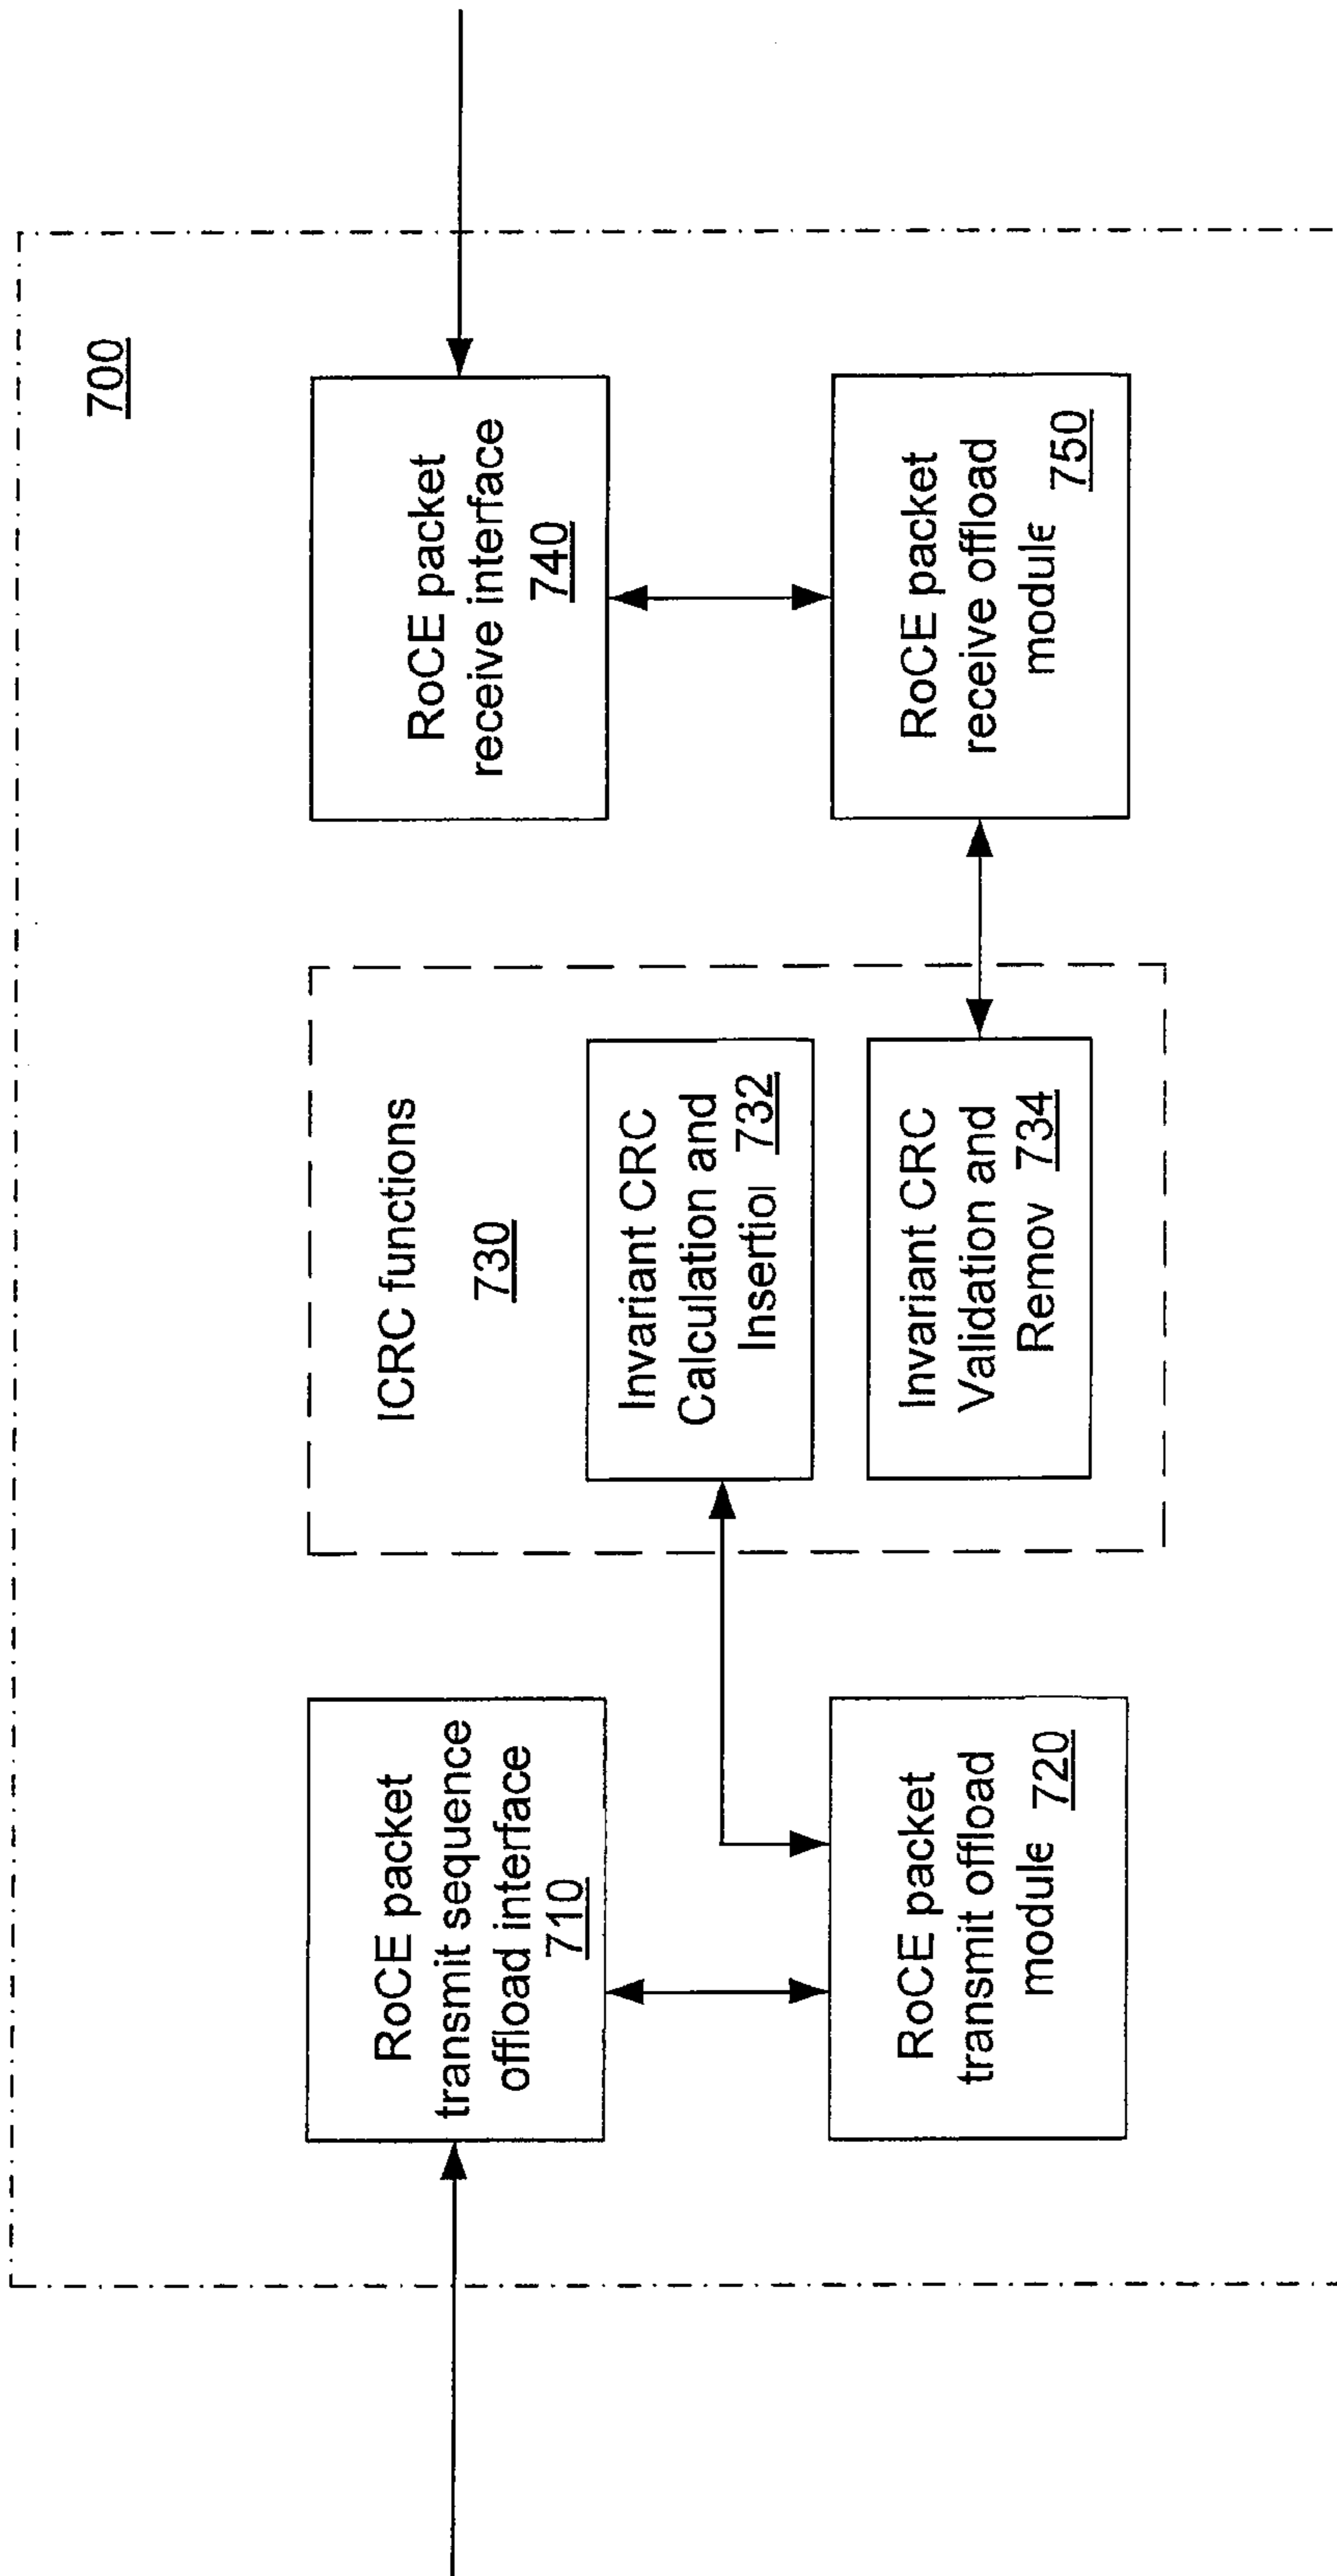 700
RoCE packet
transmit sequence
offload interface
710
RoCE packet
transmit offload
module 720
ICRC functions
730
Invariant CRC
Calculation and
Insertio 732
Invariant CRC
Validation and
Remov 734
RoCE packet
receive interface
740
RoCE packet
receive offload
module 750